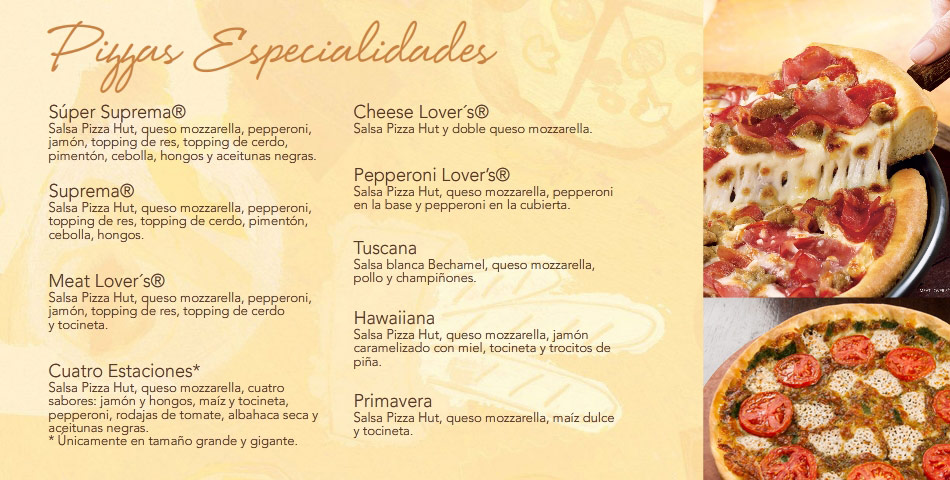 Pizzas Especialidades
Súper Suprema®
Salsa Pizza Hut, queso mozzarella, pepperoni,
jamón, topping de res, topping de cerdo,
pimentón, cebolla, hongos y aceitunas negras.
Suprema®
Salsa Pizza Hut, queso mozzarella, pepperoni,
topping de res, topping de cerdo, pimentón,
cebolla, hongos.
Meat Lover´s®
Salsa Pizza Hut, queso mozzarella, pepperoni,
jamón, topping de res, topping de cerdo
y tocineta.
Cuatro Estaciones*
Salsa Pizza Hut, queso mozzarella, cuatro
sabores: jamón y hongos, maíz y tocineta,
pepperoni, rodajas de tomate, albahaca seca y
aceitunas negras.
* Únicamente en tamaño grande y gigante.
Cheese Lover´s®
Salsa Pizza Hut y doble queso mozzarella.
Pepperoni Lover’s®
Salsa Pizza Hut, queso mozzarella, pepperoni
en la base y pepperoni en la cubierta.
Tuscana
Salsa blanca Bechamel, queso mozzarella,
pollo y champiñones.
Hawaiiana
Salsa Pizza Hut, queso mozzarella, jamón
caramelizado con miel, tocineta y trocitos de
piña.
Primavera
Salsa Pizza Hut, queso mozzarella, maíz dulce
y tocineta.
MEAT LOVER´S